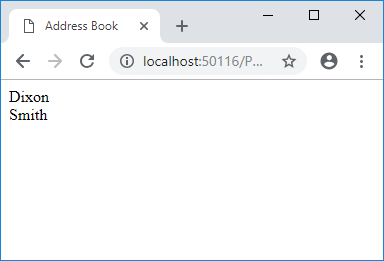 Address Book
localhost:50116/P...
Dixon
Smith